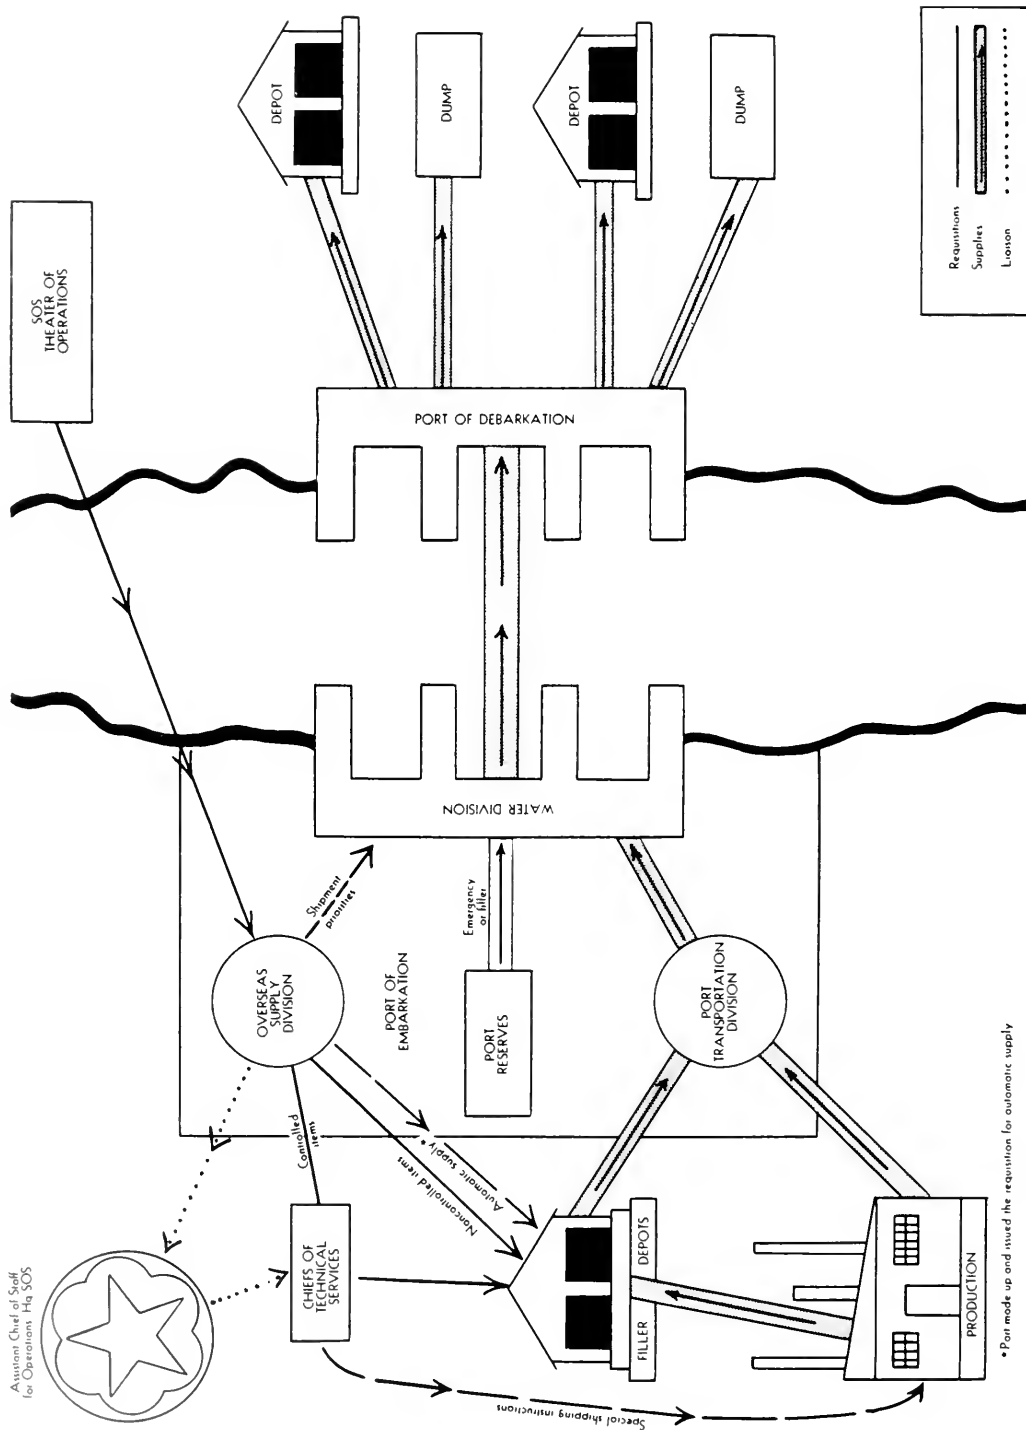 Assistant Chief of Staff
for Operations Hq SOS
SOS
THEATER OF
OPERATIONS
OVERSEAS
SUPPLY
DIVISION
Shipment
priorities
Controlled
items
CHIEFS OF
TECHNICAL
SERVICES
Noncontrolled items
Automatic supply *
PORT OF
EMBARKATION
Special shipping instructions
FILLER DEPOTS
PRODUCTION
PORT
RESERVES
Emergency
or filler
PORT
TRANSPORTATION
DIVISION
WATER DIVISION
PORT OF DEBARKATION
DEPOT
DUMP
DEPOT
DUMP
Requisitions
Supplies
Liaison
* Port made up and issued the requisition for automatic supply